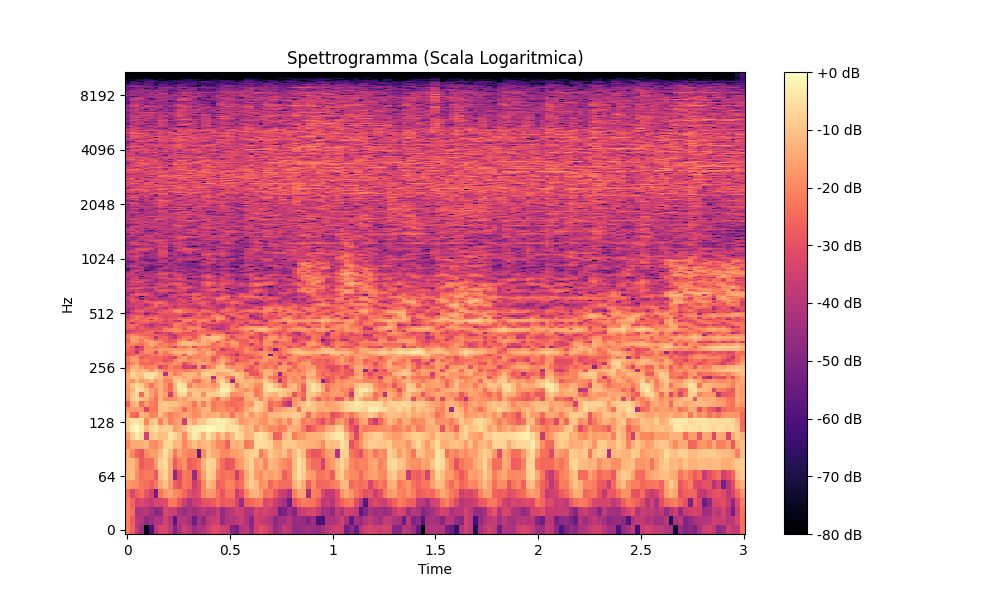 Spettrogramma (Scala Logaritmica)
Hz
8192
4096
2048
1024
512
256
128
64
0
0 0.5 1 1.5 2 2.5 3
Time
+0 dB
-10 dB
-20 dB
-30 dB
-40 dB
-50 dB
-60 dB
-70 dB
-80 dB